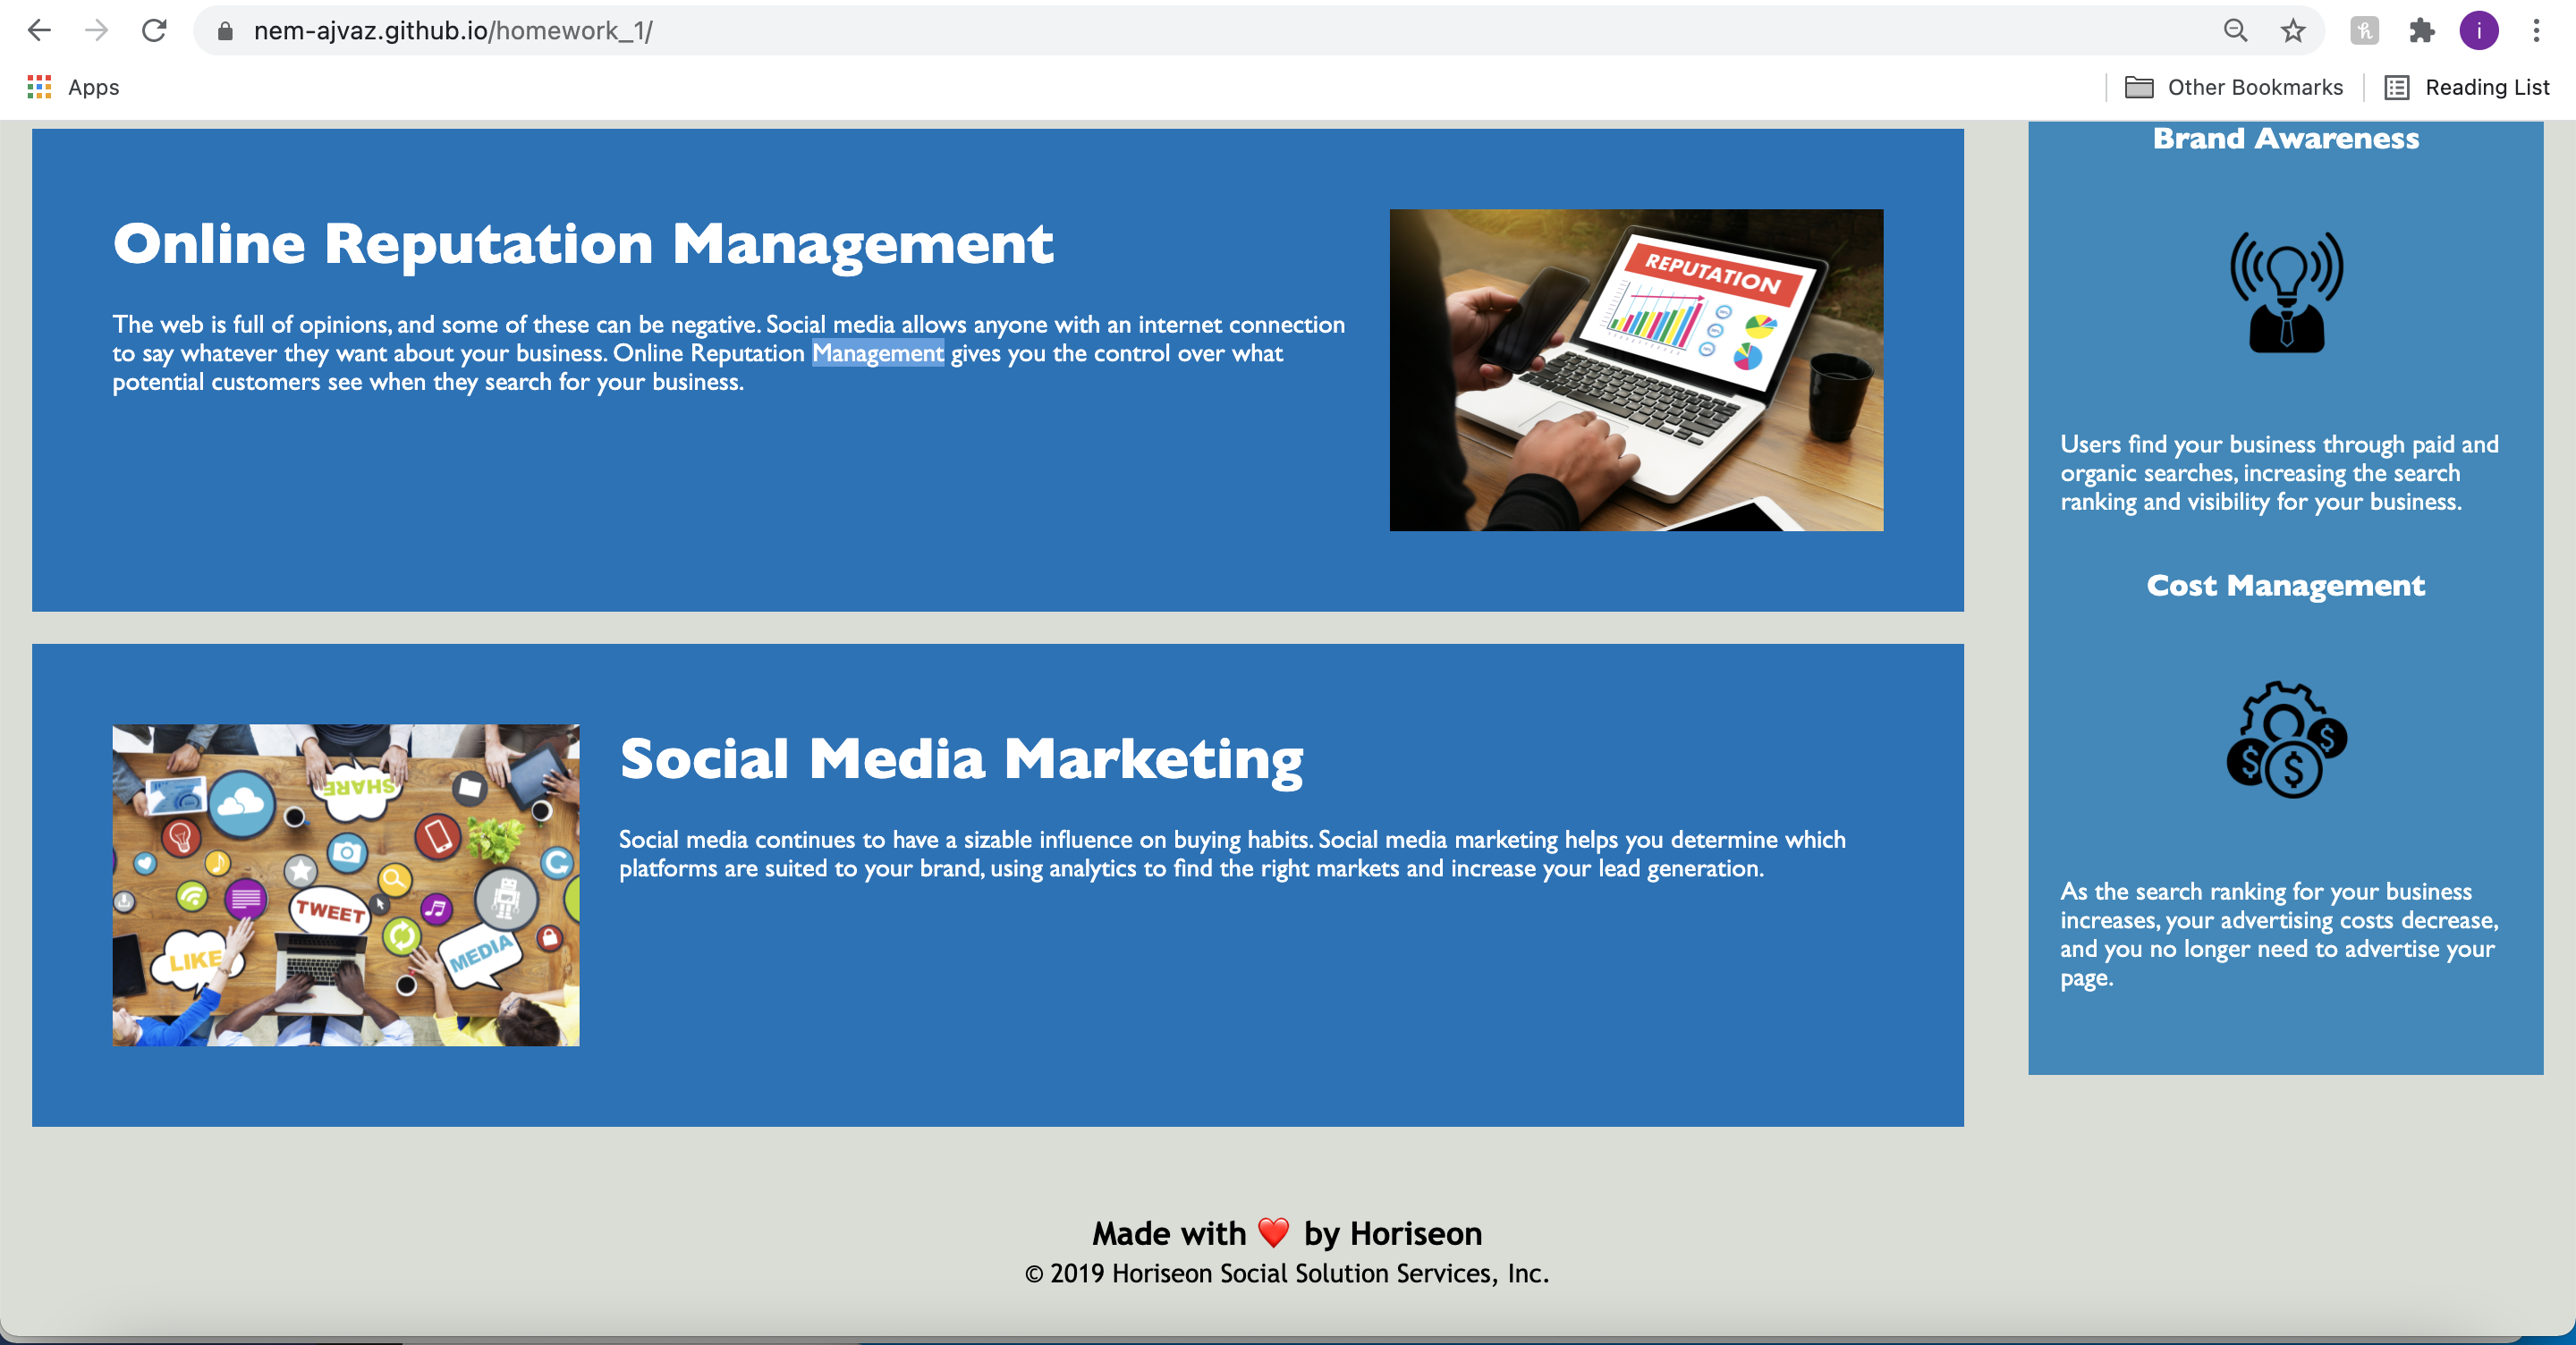 nem-ajvaz.github.io/homework_1/
i
Apps
Other Bookmarks
Reading List
Online Reputation Management
The web is full of opinions, and some of these can be negative. Social media allows anyone with an internet connection
to say whatever they want about your business. Online Reputation Management gives you the control over what
potential customers see when they search for your business.
REPUTATION
SHARE
TWEET
LIKE
MEDIA
Social Media Marketing
Social media continues to have a sizable influence on buying habits. Social media marketing helps you determine which
platforms are suited to your brand, using analytics to find the right markets and increase your lead generation.
Brand Awareness
Users find your business through paid and
organic searches, increasing the search
ranking and visibility for your business.
Cost Management
$ $ $
As the search ranking for your business
increases, your advertising costs decrease,
and you no longer need to advertise your
page.
Made with ❤️ by Horiseon
© 2019 Horiseon Social Solution Services, Inc.